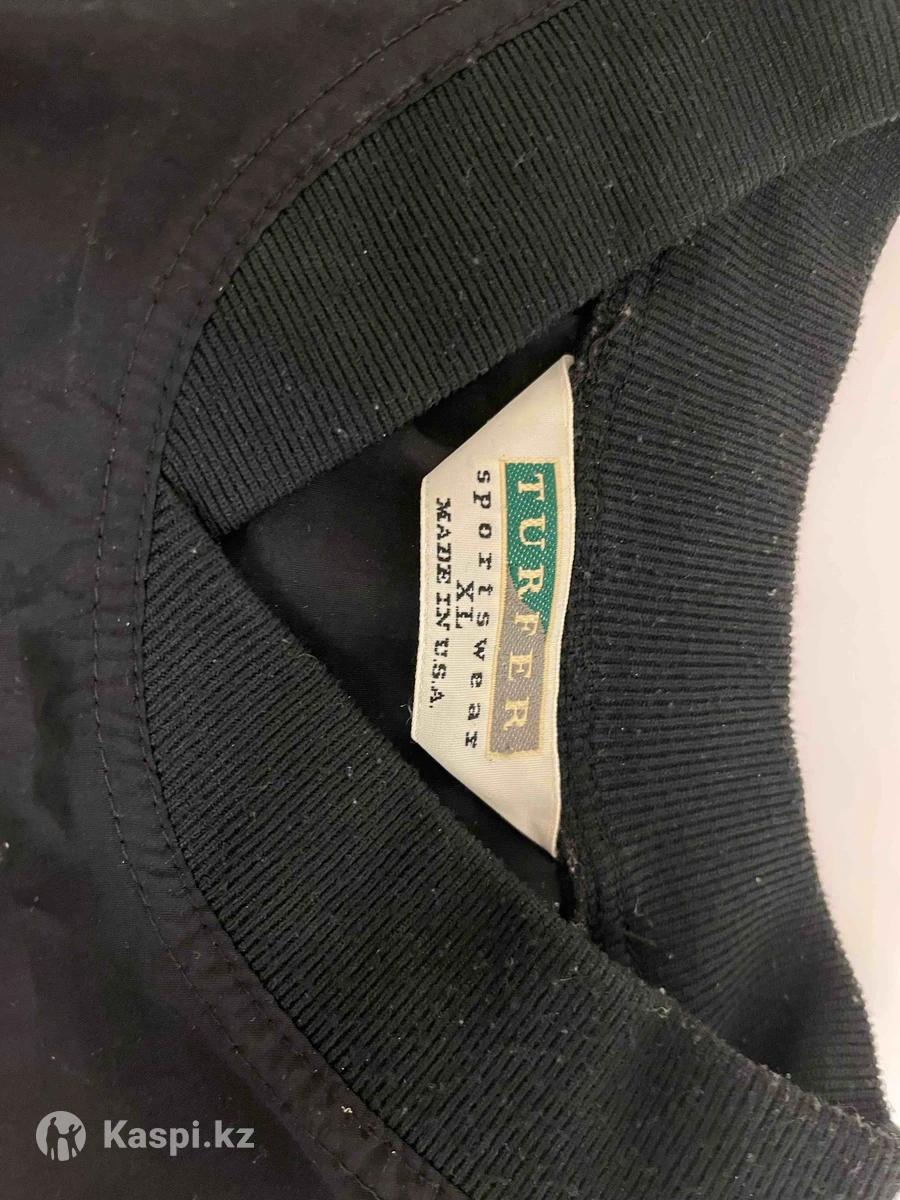 TURFER
sportswear
XL
MADE IN U.S.A.
Kaspi.kz